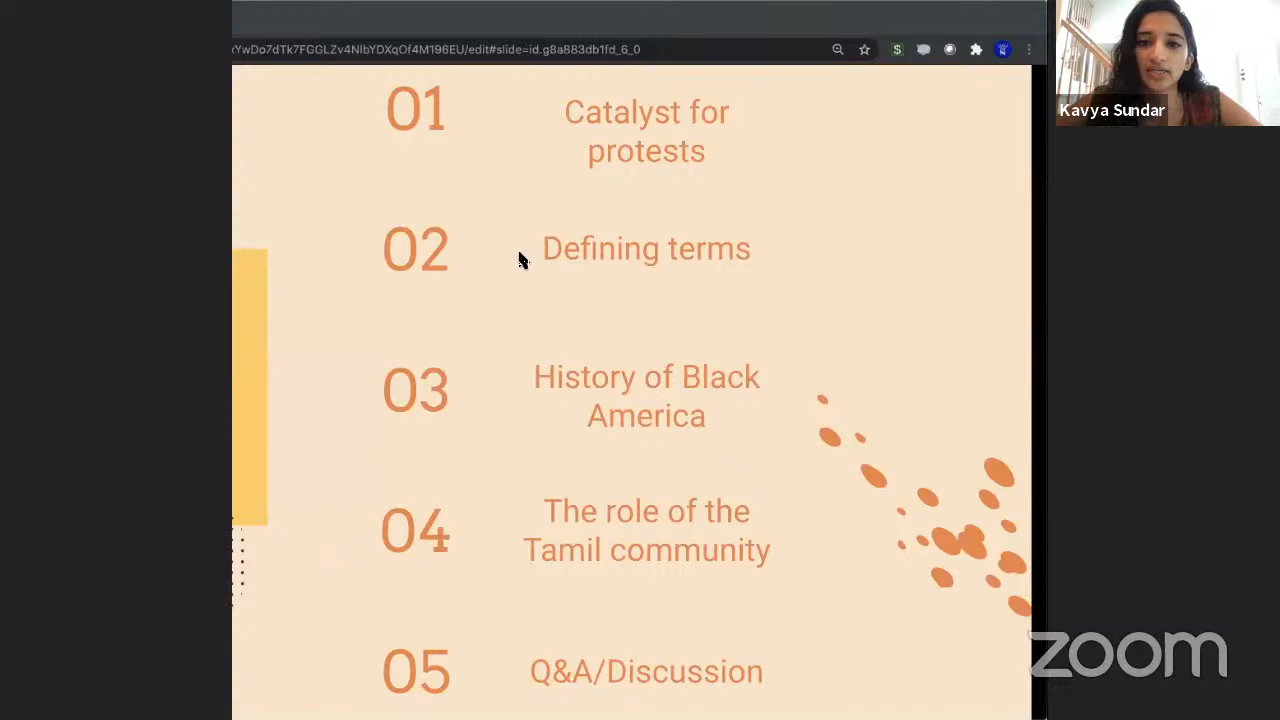 xYwDo7dTk7FGGLZv4NlbYDXqOf4M196EU/edit#slide=id.g8a883db1fd_6_0
Kavya Sundar
01
Catalyst for
protests
02
Defining terms
03
History of Black
America
04
The role of the
Tamil community
05
Q&A/Discussion
zoom